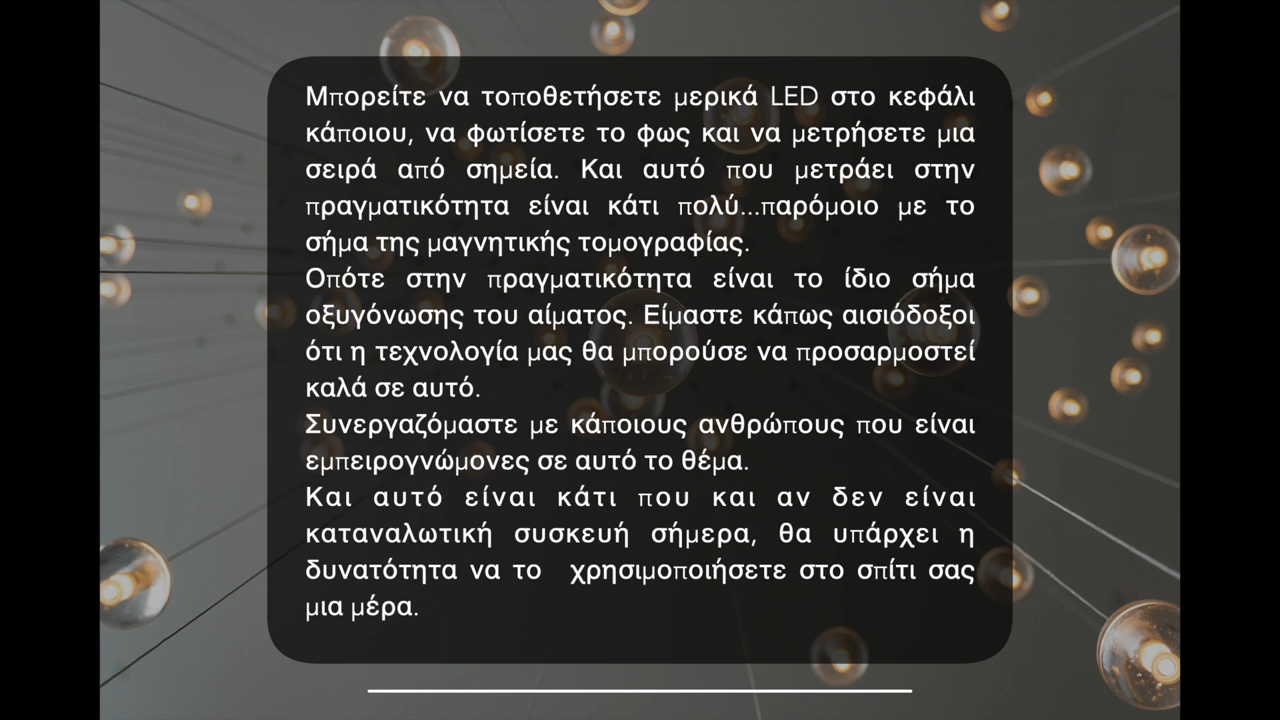 Μπορείτε να τοποθετήσετε μερικά LED στο κεφάλι
κάποιου, να φωτίσετε το φως και να μετρήσετε μια
σειρά από σημεία. Και αυτό που μετράει στην
πραγματικότητα είναι κάτι πολύ...παρόμοιο με το
σήμα της μαγνητικής τομογραφίας.
Οπότε στην πραγματικότητα είναι το ίδιο σήμα
οξυγόνωσης του αίματος. Είμαστε κάπως αισιόδοξοι
ότι η τεχνολογία μας θα μπορούσε να προσαρμοστεί
καλά σε αυτό.
Συνεργαζόμαστε με κάποιους ανθρώπους που είναι
εμπειρογνώμονες σε αυτό το θέμα.
Και αυτό είναι κάτι που και αν δεν είναι
καταναλωτική συσκευή σήμερα, θα υπάρχει η
δυνατότητα να το χρησιμοποιήσετε στο σπίτι σας
μια μέρα.